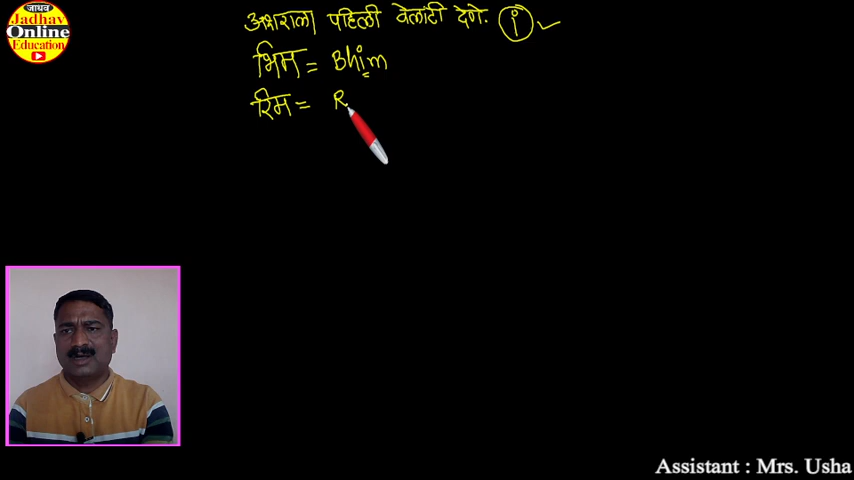 जाधव
Jadhav
Online
Education
अक्षराला पहिली वेलांटी देणे. i
भिम = Bhim
रिम = R
Assistant : Mrs. Usha